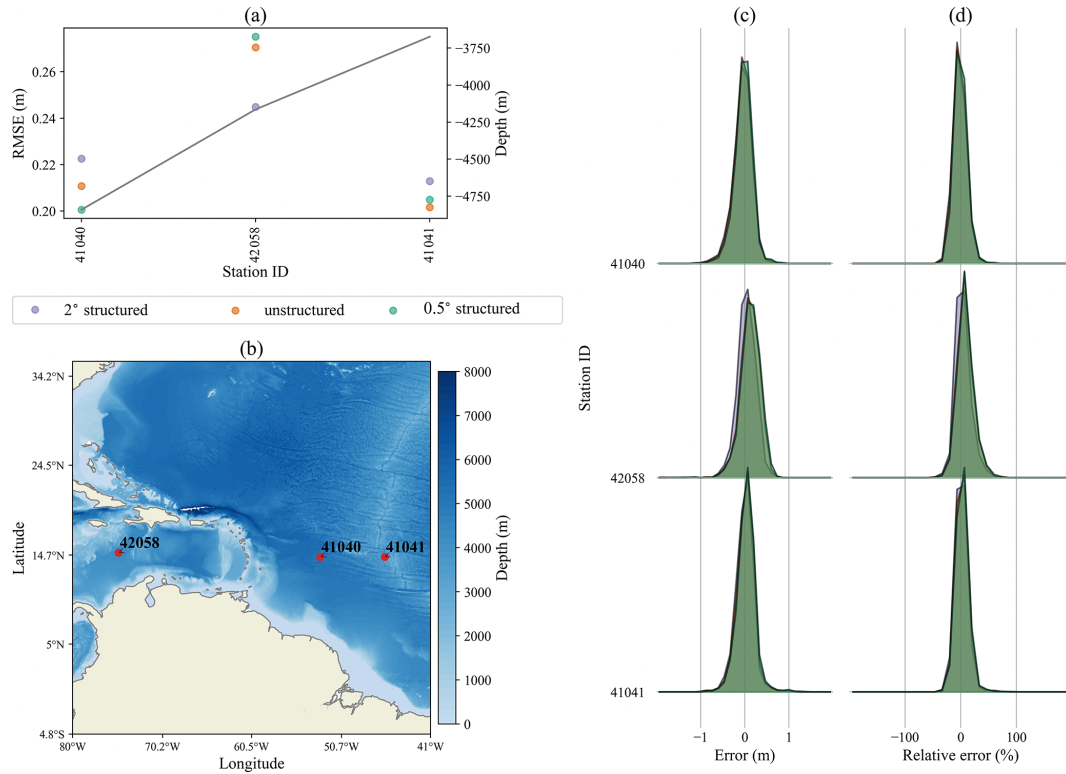 (a)
0.26
0.24
0.22
0.20
RMSE (m)
−3750
−4000
−4250
−4500
−4750
Depth (m)
41040
42058
41041
Station ID
2° structured
unstructured
0.5° structured
(b)
34.2°N
24.5°N
14.7°N
5°N
4.8°S
Latitude
42058
41040
41041
80°W
70.2°W
60.5°W
50.7°W
41°W
Longitude
8000
7000
6000
5000
4000
3000
2000
1000
0
Depth (m)
(c)
(d)
Station ID
41040
42058
41041
−1
0
1
Error (m)
−100
0
100
Relative error (%)